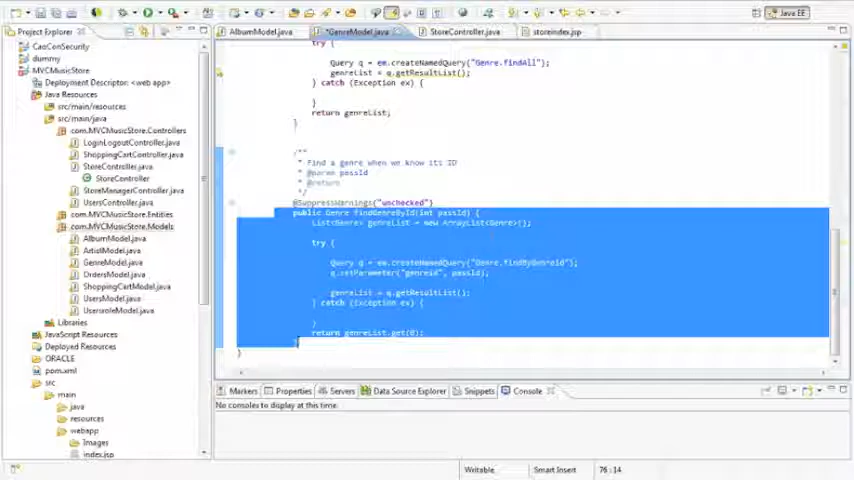 Java EE
Project Explorer
CaoConSecurity
dummy
MVCMusicStore
Deployment Descriptor: <web app>
Java Resources
src/main/resources
src/main/java
com.MVCMusicStore.Controllers
LoginLogoutController.java
ShoppingCartController.java
StoreController.java
StoreController
StoreManagerController.java
UsersController.java
com.MVCMusicStore.Entities
com.MVCMusicStore.Models
AlbumModel.java
ArtistModel.java
GenreModel.java
OrdersModel.java
ShoppingCartModel.java
UsersModel.java
UsersroleModel.java
Libraries
JavaScript Resources
Deployed Resources
ORACLE
pom.xml
src
main
java
resources
webapp
Images
index.jsp
AlbumModel.java
*GenreModel.java
StoreController.java
storeindex.jsp
try {
Query q = em.createNamedQuery("Genre.findAll");
genreList = q.getResultList();
} catch (Exception ex) {
}
return genreList;
}
/**
* Find a genre when we know its ID
* @param passId
* @return
*/
@SuppressWarnings("unchecked")
public Genre findGenreById(int passId) {
List<Genre> genreList = new ArrayList<Genre>();
try {
Query q = em.createNamedQuery("Genre.findByGenreid");
q.setParameter("genreid", passId);
genreList = q.getResultList();
} catch (Exception ex) {
}
return genreList.get(0);
}
}
Markers
Properties
Servers
Data Source Explorer
Snippets
Console
No consoles to display at this time.
Writable
Smart Insert
76 : 14